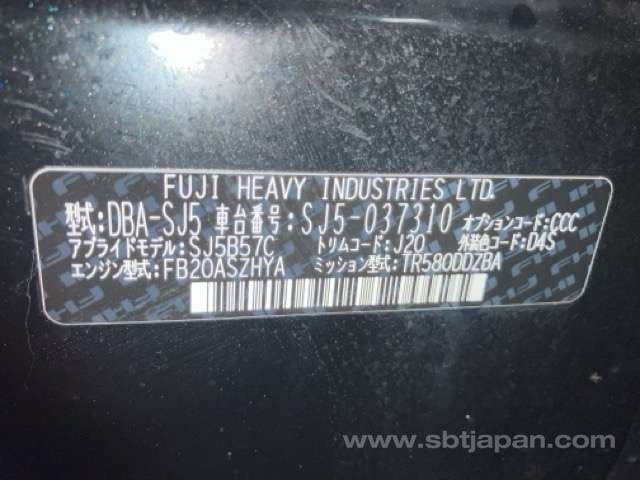 FUJI HEAVY INDUSTRIES LTD.
型式:DBA-SJ5 車台番号:SJ5-037310 オプションコード:CCC
アプライドモデル:SJ5B57C トリムコード:J20 外装色コード:D4S
エンジン型式:FB20ASZHYA ミッション型式:TR580DDZBA
www.sbtjapan.com